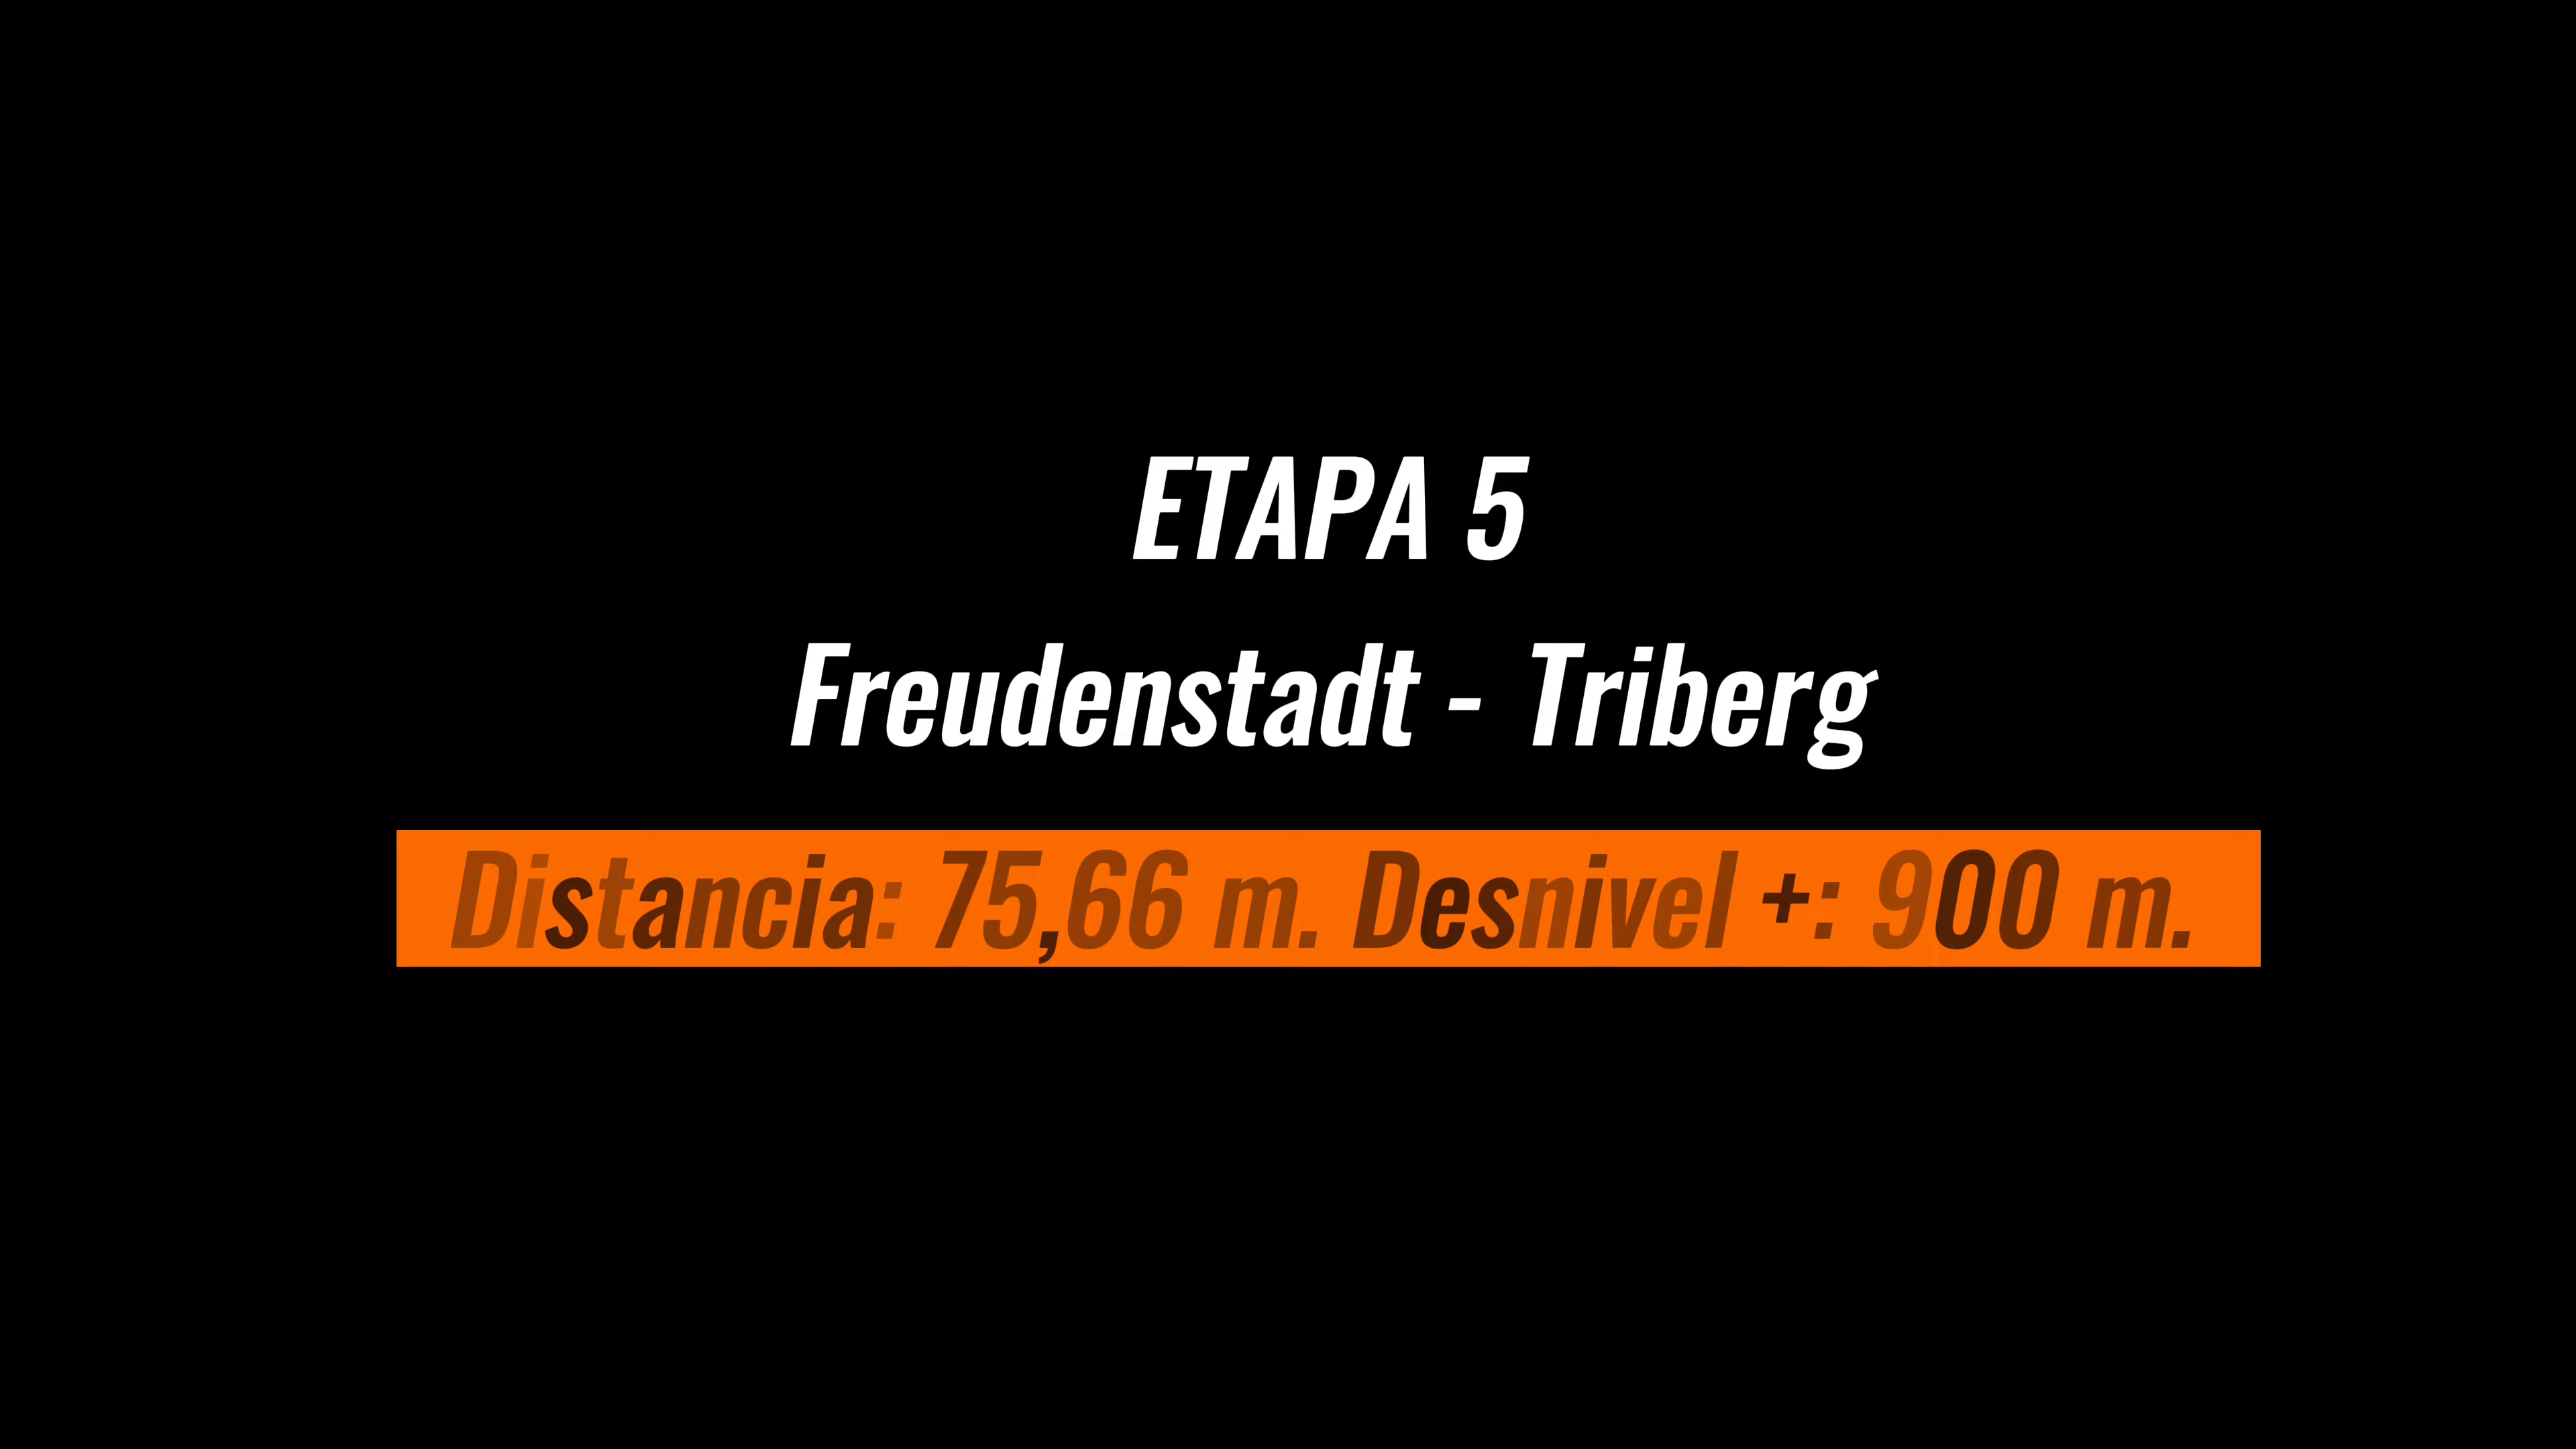 ETAPA 5
Freudenstadt - Triberg
Distancia: 75,66 m. Desnivel +: 900 m.